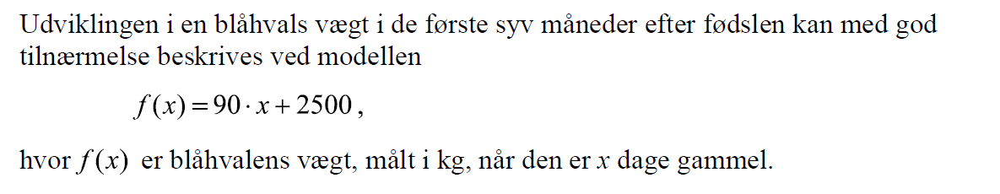 Udviklingen i en blåhvals vægt i de første syv måneder efter fødslen kan med god
tilnærmelse beskrives ved modellen
f(x) = 90 · x + 2500 ,
hvor f(x) er blåhvalens vægt, målt i kg, når den er x dage gammel.